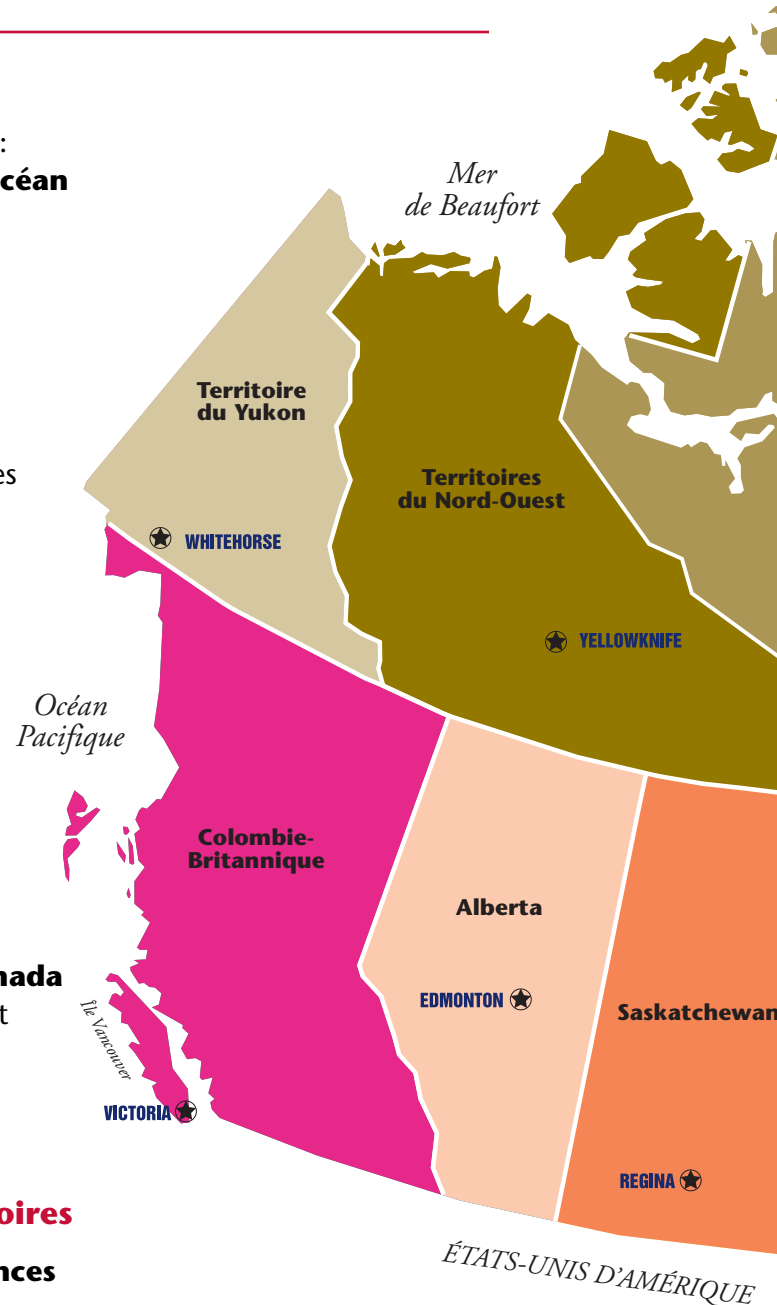 :
céan
Mer
de Beaufort
Territoire
du Yukon
es
Territoires
du Nord-Ouest
WHITEHORSE
YELLOWKNIFE
Océan
Pacifique
Colombie-
Britannique
Alberta
nada
EDMONTON
t
Saskatchewan
Île Vancouver
VICTORIA
REGINA
oires
ÉTATS-UNIS D’AMÉRIQUE
nces